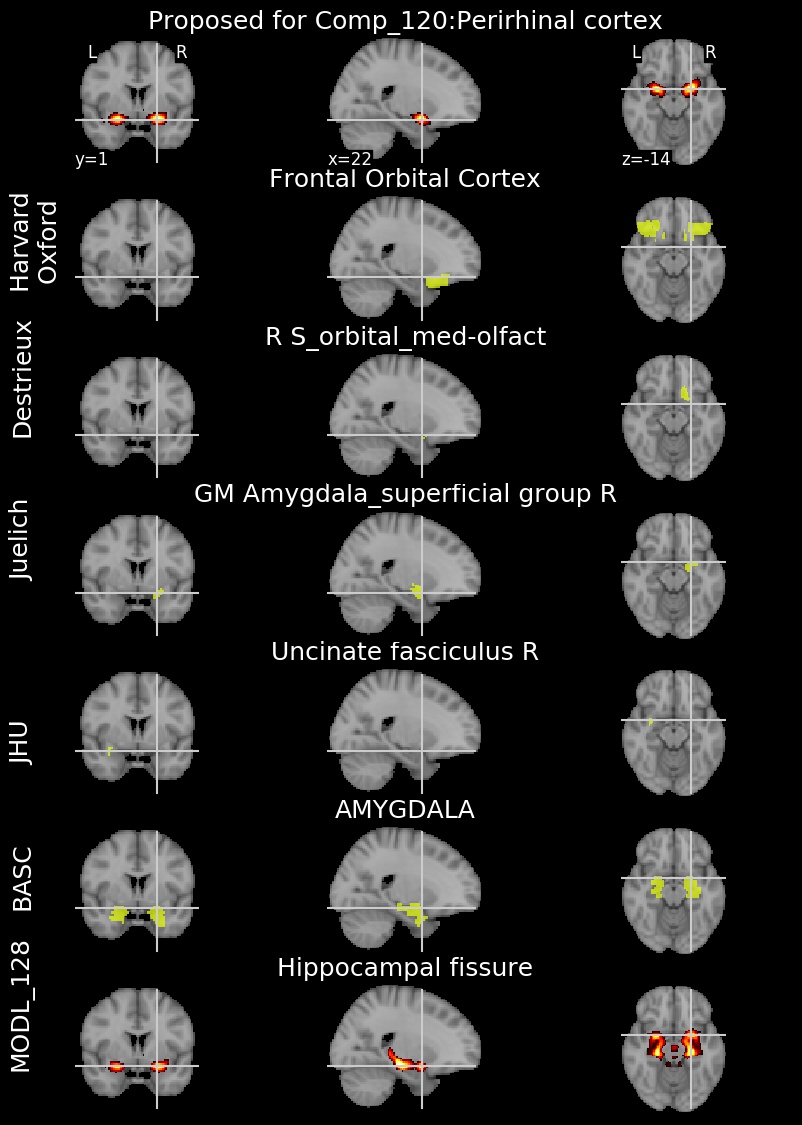 Proposed for Comp_120:Perirhinal cortex
L R
L R
y=1
x=22
z=-14
Frontal Orbital Cortex
Harvard
Oxford
R S_orbital_med-olfact
Destrieux
GM Amygdala_superficial group R
Juelich
Uncinate fasciculus R
JHU
AMYGDALA
BASC
Hippocampal fissure
MODL_128